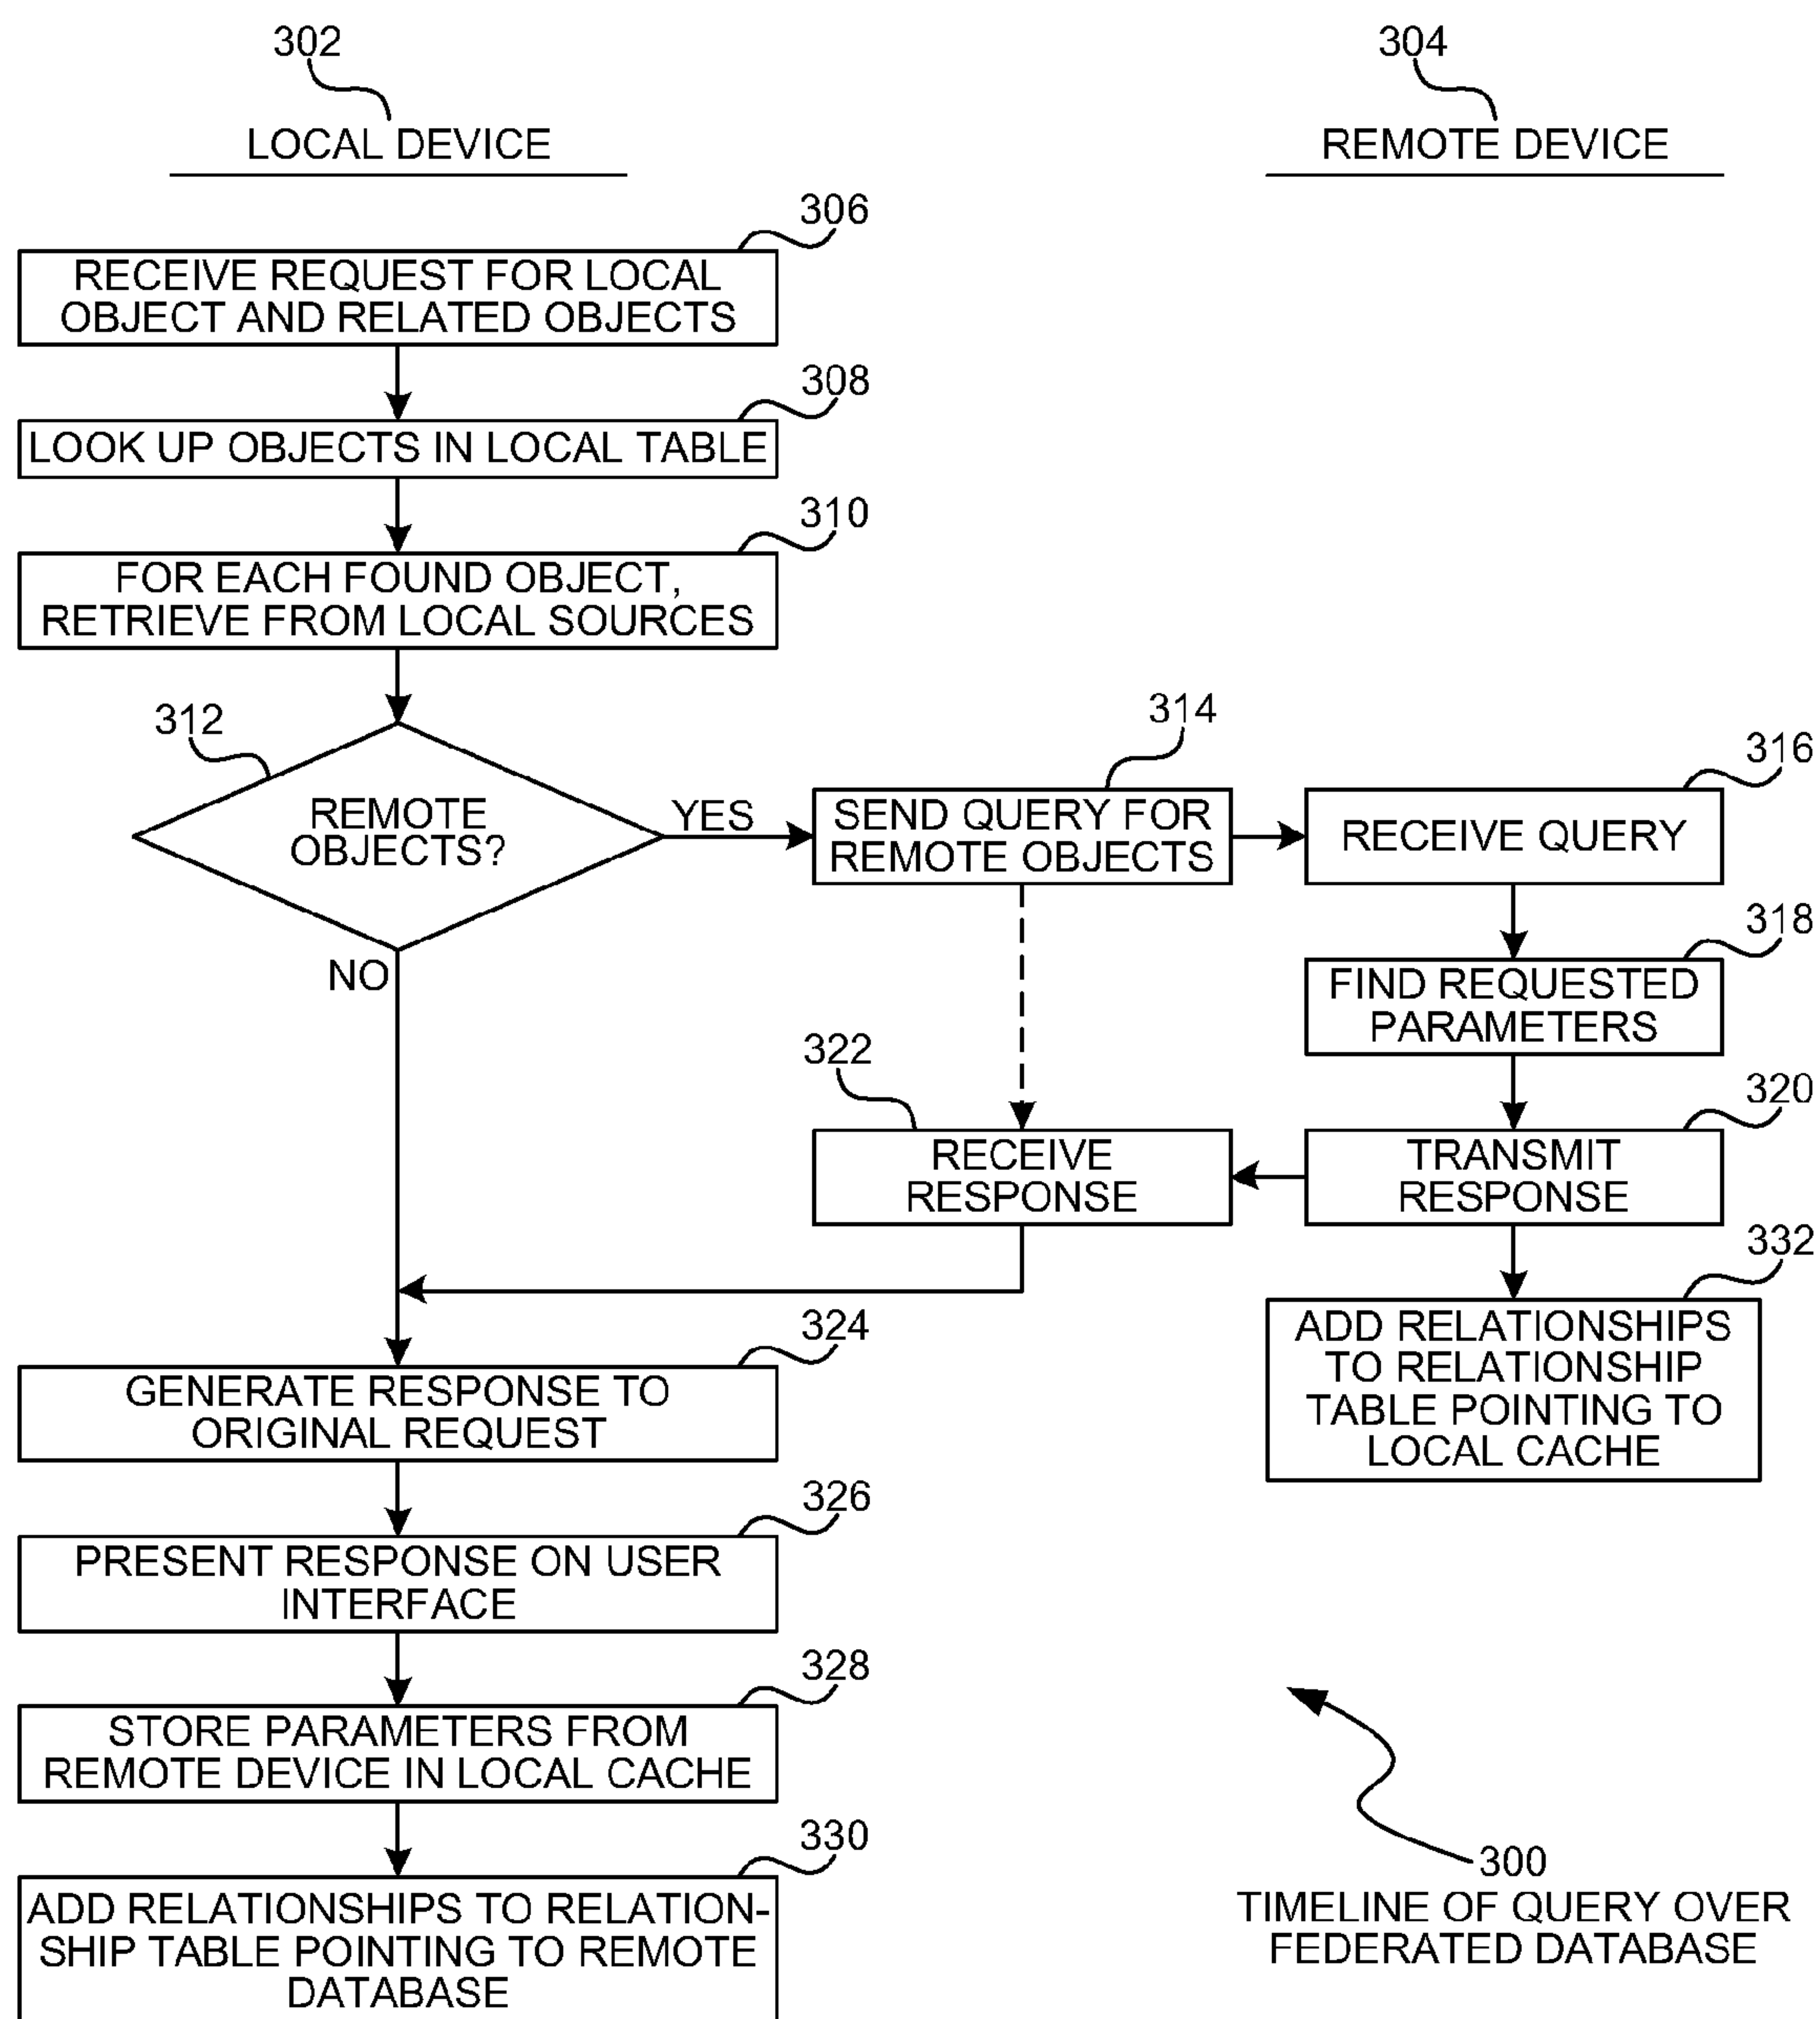 302
304
LOCAL DEVICE
REMOTE DEVICE
306
RECEIVE REQUEST FOR LOCAL
OBJECT AND RELATED OBJECTS
308
LOOK UP OBJECTS IN LOCAL TABLE
310
FOR EACH FOUND OBJECT,
RETRIEVE FROM LOCAL SOURCES
312
REMOTE
OBJECTS?
YES
NO
314
SEND QUERY FOR
REMOTE OBJECTS
316
RECEIVE QUERY
318
FIND REQUESTED
PARAMETERS
320
TRANSMIT
RESPONSE
322
RECEIVE
RESPONSE
332
ADD RELATIONSHIPS
TO RELATIONSHIP
TABLE POINTING TO
LOCAL CACHE
324
GENERATE RESPONSE TO
ORIGINAL REQUEST
326
PRESENT RESPONSE ON USER
INTERFACE
328
STORE PARAMETERS FROM
REMOTE DEVICE IN LOCAL CACHE
330
ADD RELATIONSHIPS TO RELATION-
SHIP TABLE POINTING TO REMOTE
DATABASE
300
TIMELINE OF QUERY OVER
FEDERATED DATABASE